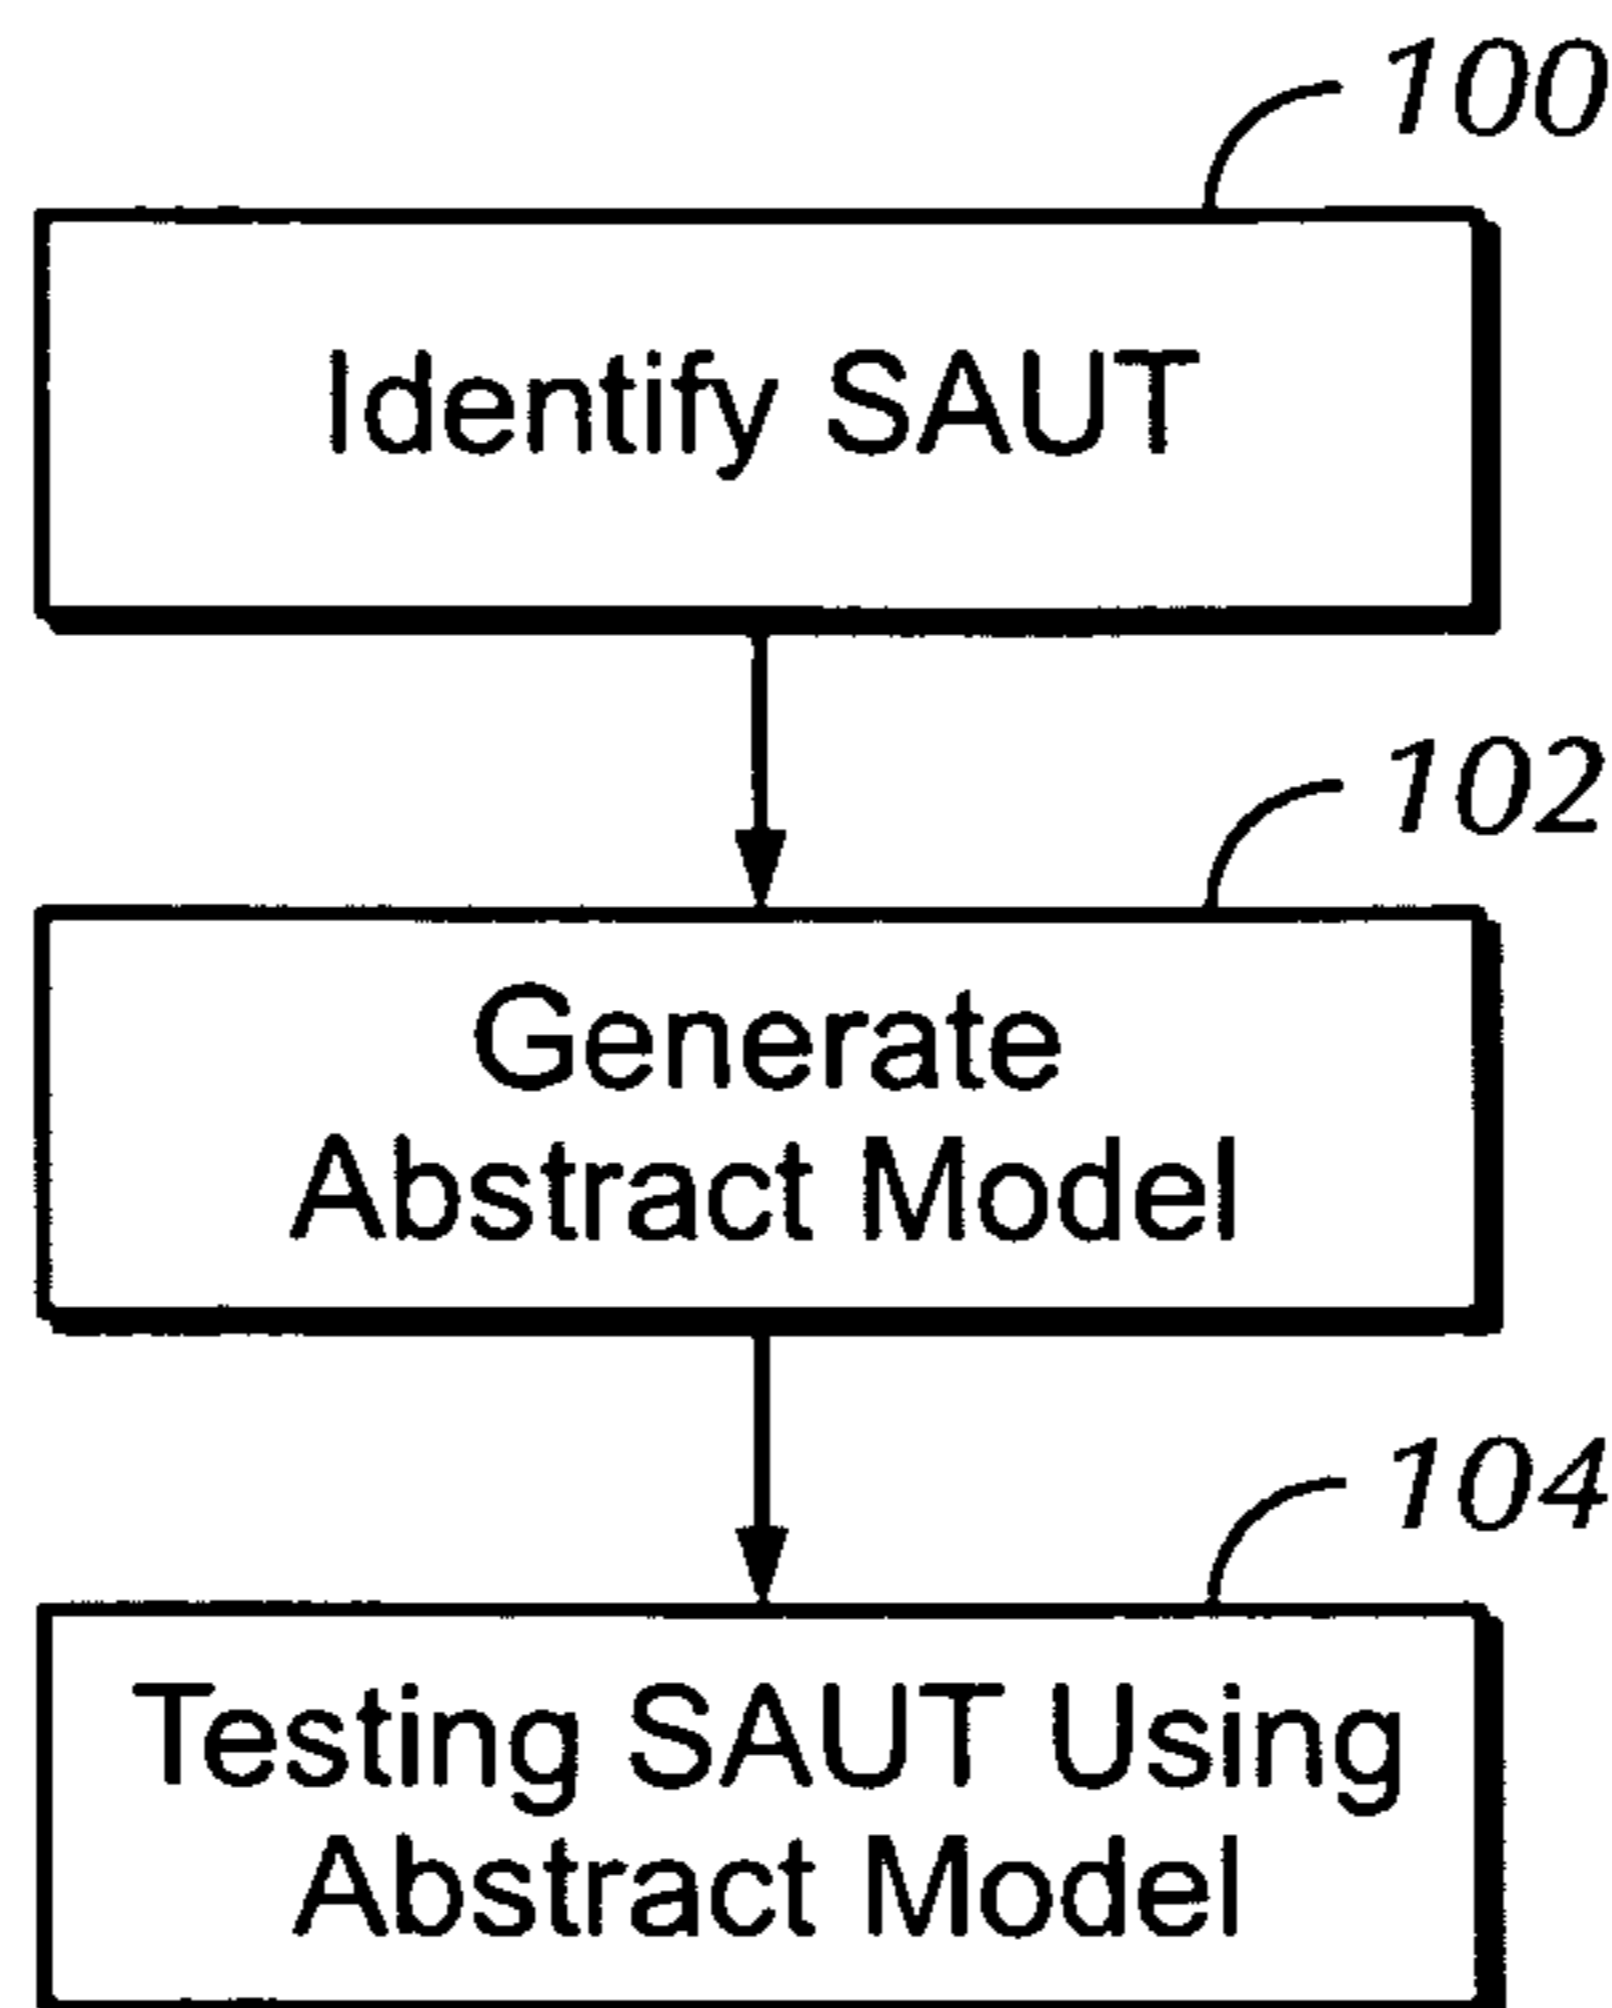 100
Identify SAUT
102
Generate
Abstract Model
104
Testing SAUT Using
Abstract Model